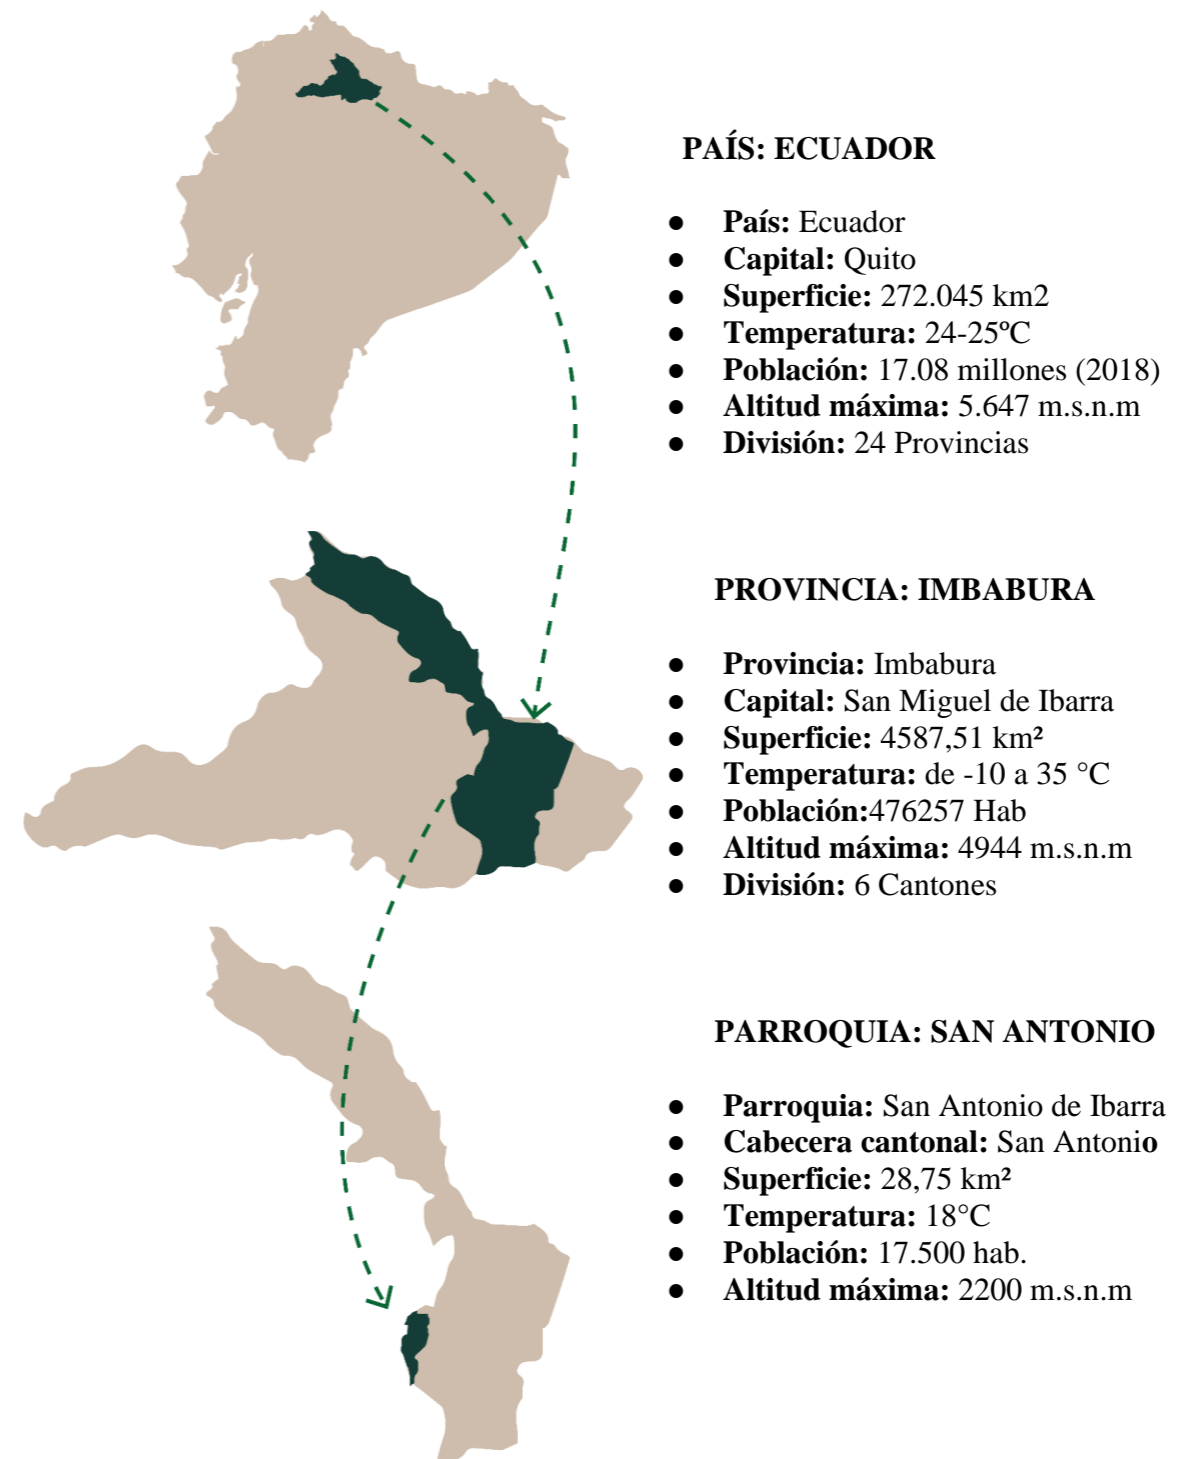 PAÍS: ECUADOR
● País: Ecuador
● Capital: Quito
● Superficie: 272.045 km2
● Temperatura: 24-25ºC
● Población: 17.08 millones (2018)
● Altitud máxima: 5.647 m.s.n.m
● División: 24 Provincias
PROVINCIA: IMBABURA
● Provincia: Imbabura
● Capital: San Miguel de Ibarra
● Superficie: 4587,51 km²
● Temperatura: de -10 a 35 °C
● Población:476257 Hab
● Altitud máxima: 4944 m.s.n.m
● División: 6 Cantones
PARROQUIA: SAN ANTONIO
● Parroquia: San Antonio de Ibarra
● Cabecera cantonal: San Antonio
● Superficie: 28,75 km²
● Temperatura: 18°C
● Población: 17.500 hab.
● Altitud máxima: 2200 m.s.n.m